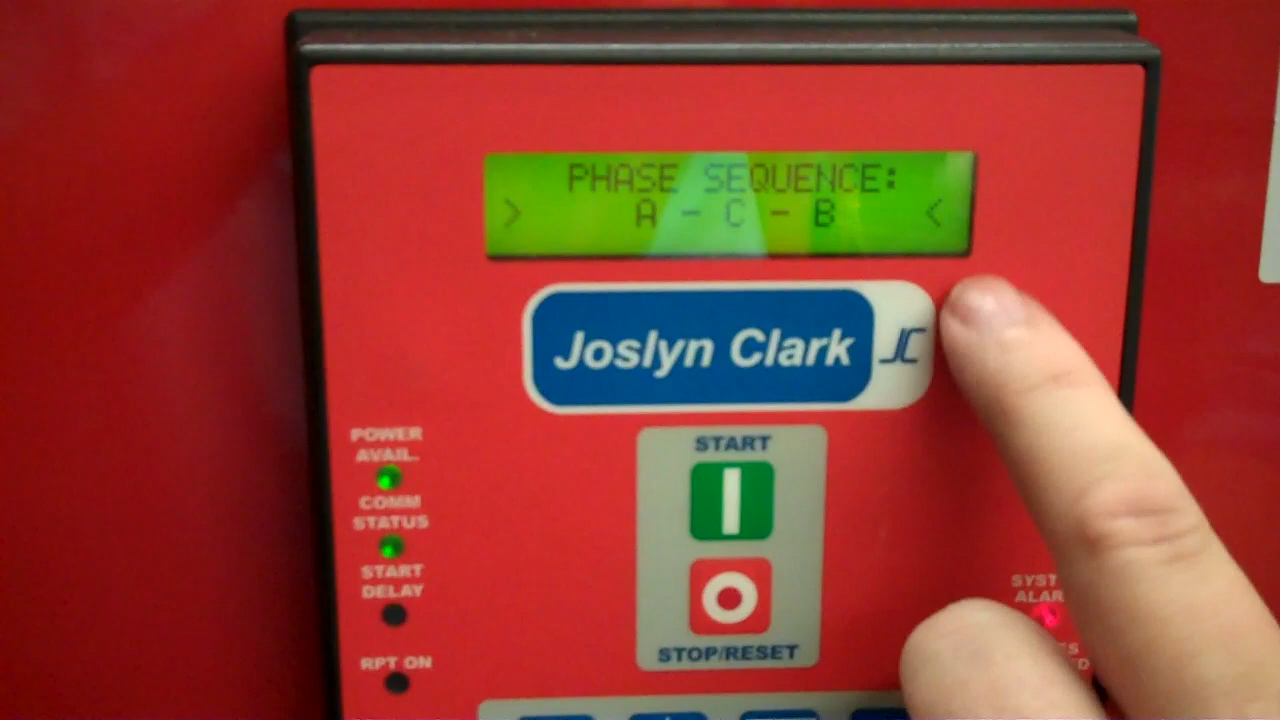 PHASE SEQUENCE:
> A - C - B <
Joslyn Clark JC
POWER
AVAIL.
COMM
STATUS
START
DELAY
RPT ON
START
STOP/RESET